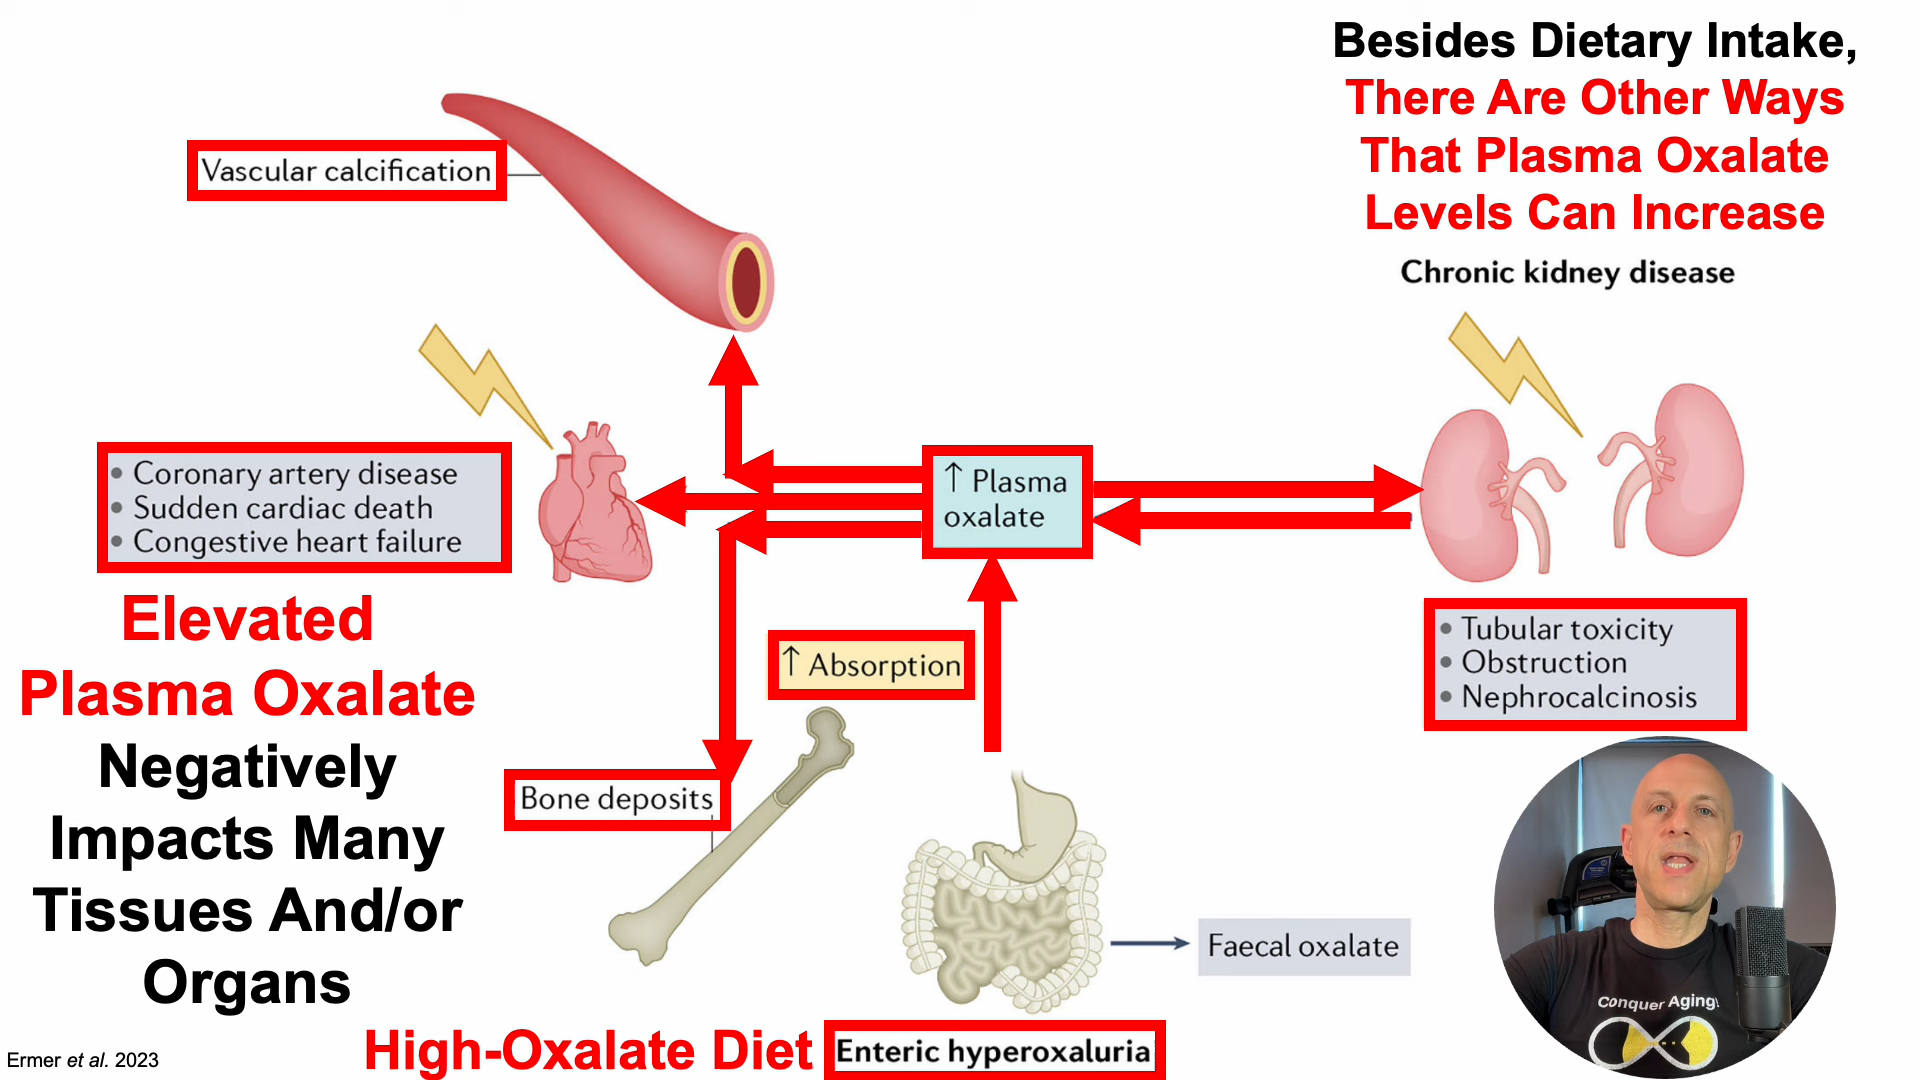 Besides Dietary Intake,
There Are Other Ways
That Plasma Oxalate
Levels Can Increase
Chronic kidney disease
Vascular calcification
• Coronary artery disease
• Sudden cardiac death
• Congestive heart failure
↑ Plasma
oxalate
Elevated
Plasma Oxalate
Negatively
Impacts Many
Tissues And/or
Organs
↑ Absorption
• Tubular toxicity
• Obstruction
• Nephrocalcinosis
Bone deposits
Faecal oxalate
Conquer Aging!
High-Oxalate Diet
Enteric hyperoxaluria
Ermer et al. 2023